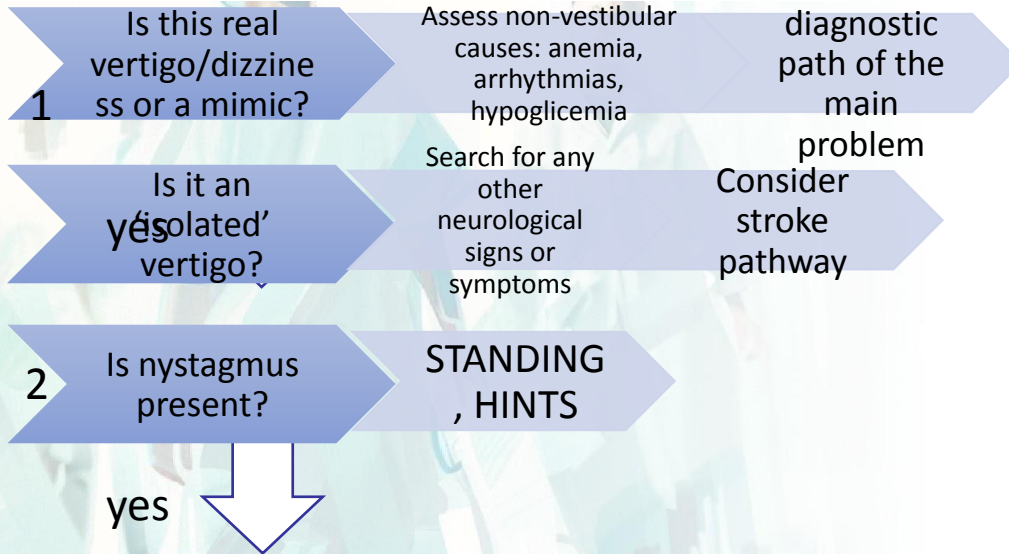 Is this real
vertigo/dizzine
ss or a mimic?
1
Assess non-vestibular
causes: anemia,
arrhythmias,
hypoglicemia
diagnostic
path of the
main
problem
Is it an
‘isolated’
vertigo?
yes
Search for any
other
neurological
signs or
symptoms
Consider
stroke
pathway
2
Is nystagmus
present?
STANDING
, HINTS
yes